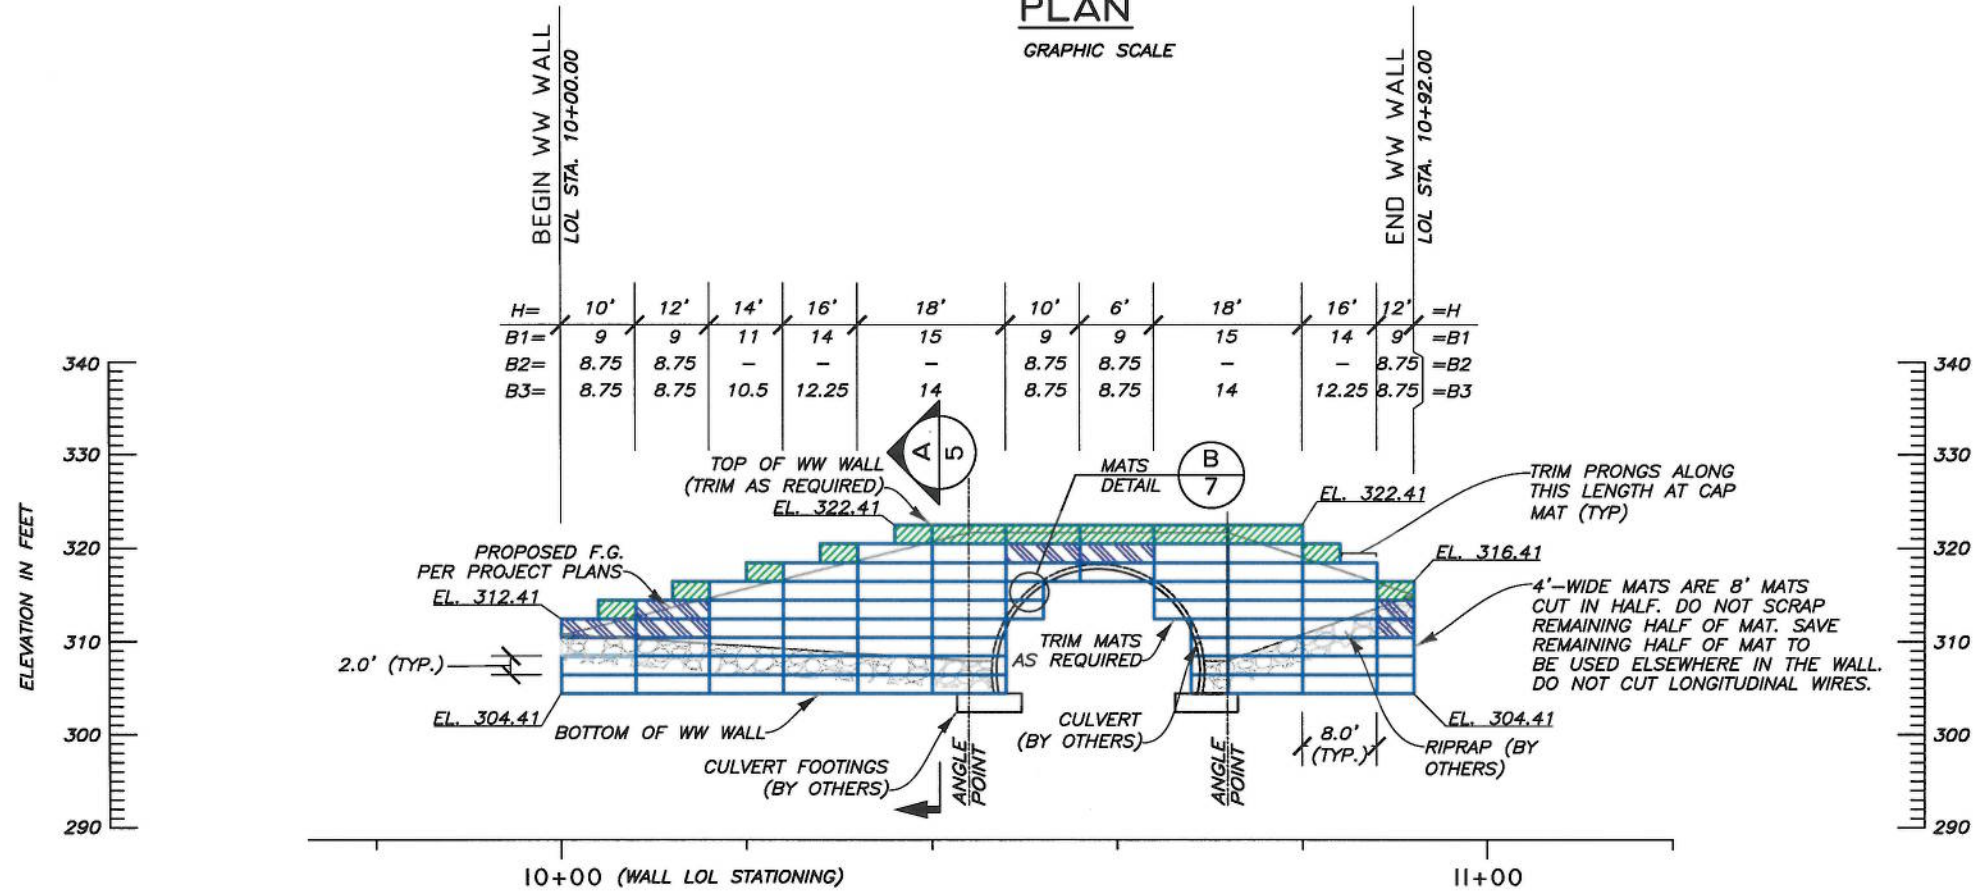 PLAN
GRAPHIC SCALE
BEGIN WW WALL
LOL STA. 10+00.00
END WW WALL
LOL STA. 10+92.00
H= 10' 12' 14' 16' 18' 10' 6' 18' 16' 12' =H
B1= 9 9 11 14 15 9 9 15 14 9 =B1
B2= 8.75 8.75 – – – 8.75 8.75 – – 8.75 =B2
B3= 8.75 8.75 10.5 12.25 14 8.75 8.75 14 12.25 8.75 =B3
ELEVATION IN FEET
340
330
320
310
300
290
340
330
320
310
300
290
A
5
B
7
TOP OF WW WALL
(TRIM AS REQUIRED)
EL. 322.41
MATS
DETAIL
EL. 322.41
TRIM PRONGS ALONG
THIS LENGTH AT CAP
MAT (TYP)
PROPOSED F.G.
PER PROJECT PLANS
EL. 312.41
EL. 316.41
4'–WIDE MATS ARE 8' MATS
CUT IN HALF. DO NOT SCRAP
REMAINING HALF OF MAT. SAVE
REMAINING HALF OF MAT TO
BE USED ELSEWHERE IN THE WALL.
DO NOT CUT LONGITUDINAL WIRES.
2.0' (TYP.)
TRIM MATS
AS REQUIRED
EL. 304.41
BOTTOM OF WW WALL
CULVERT
(BY OTHERS)
EL. 304.41
8.0'
(TYP.)
RIPRAP (BY
OTHERS)
CULVERT FOOTINGS
(BY OTHERS)
ANGLE
POINT
ANGLE
POINT
10+00 (WALL LOL STATIONING)
11+00